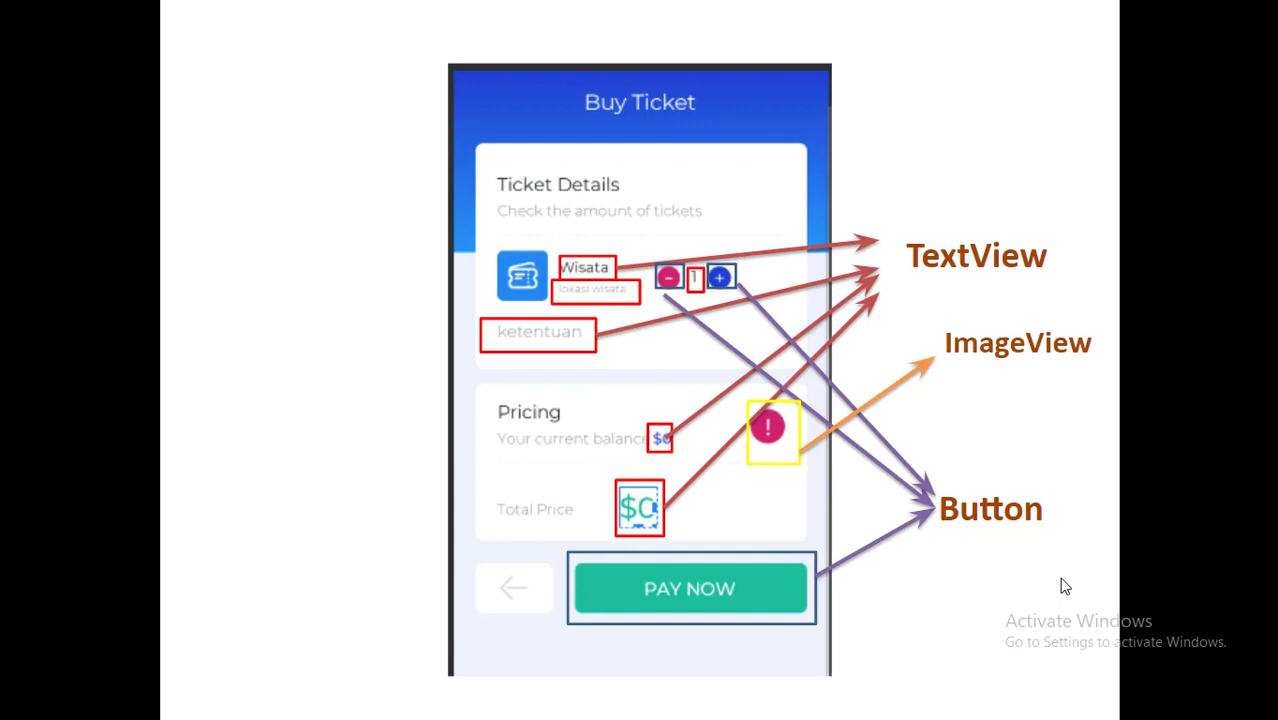 Buy Ticket
Ticket Details
Check the amount of tickets
TextView
Wisata
- 1 +
lokasi wisata
ketentuan
ImageView
Pricing
!
Your current balance $0
Total Price $0
Button
PAY NOW
Activate Windows
Go to Settings to activate Windows.